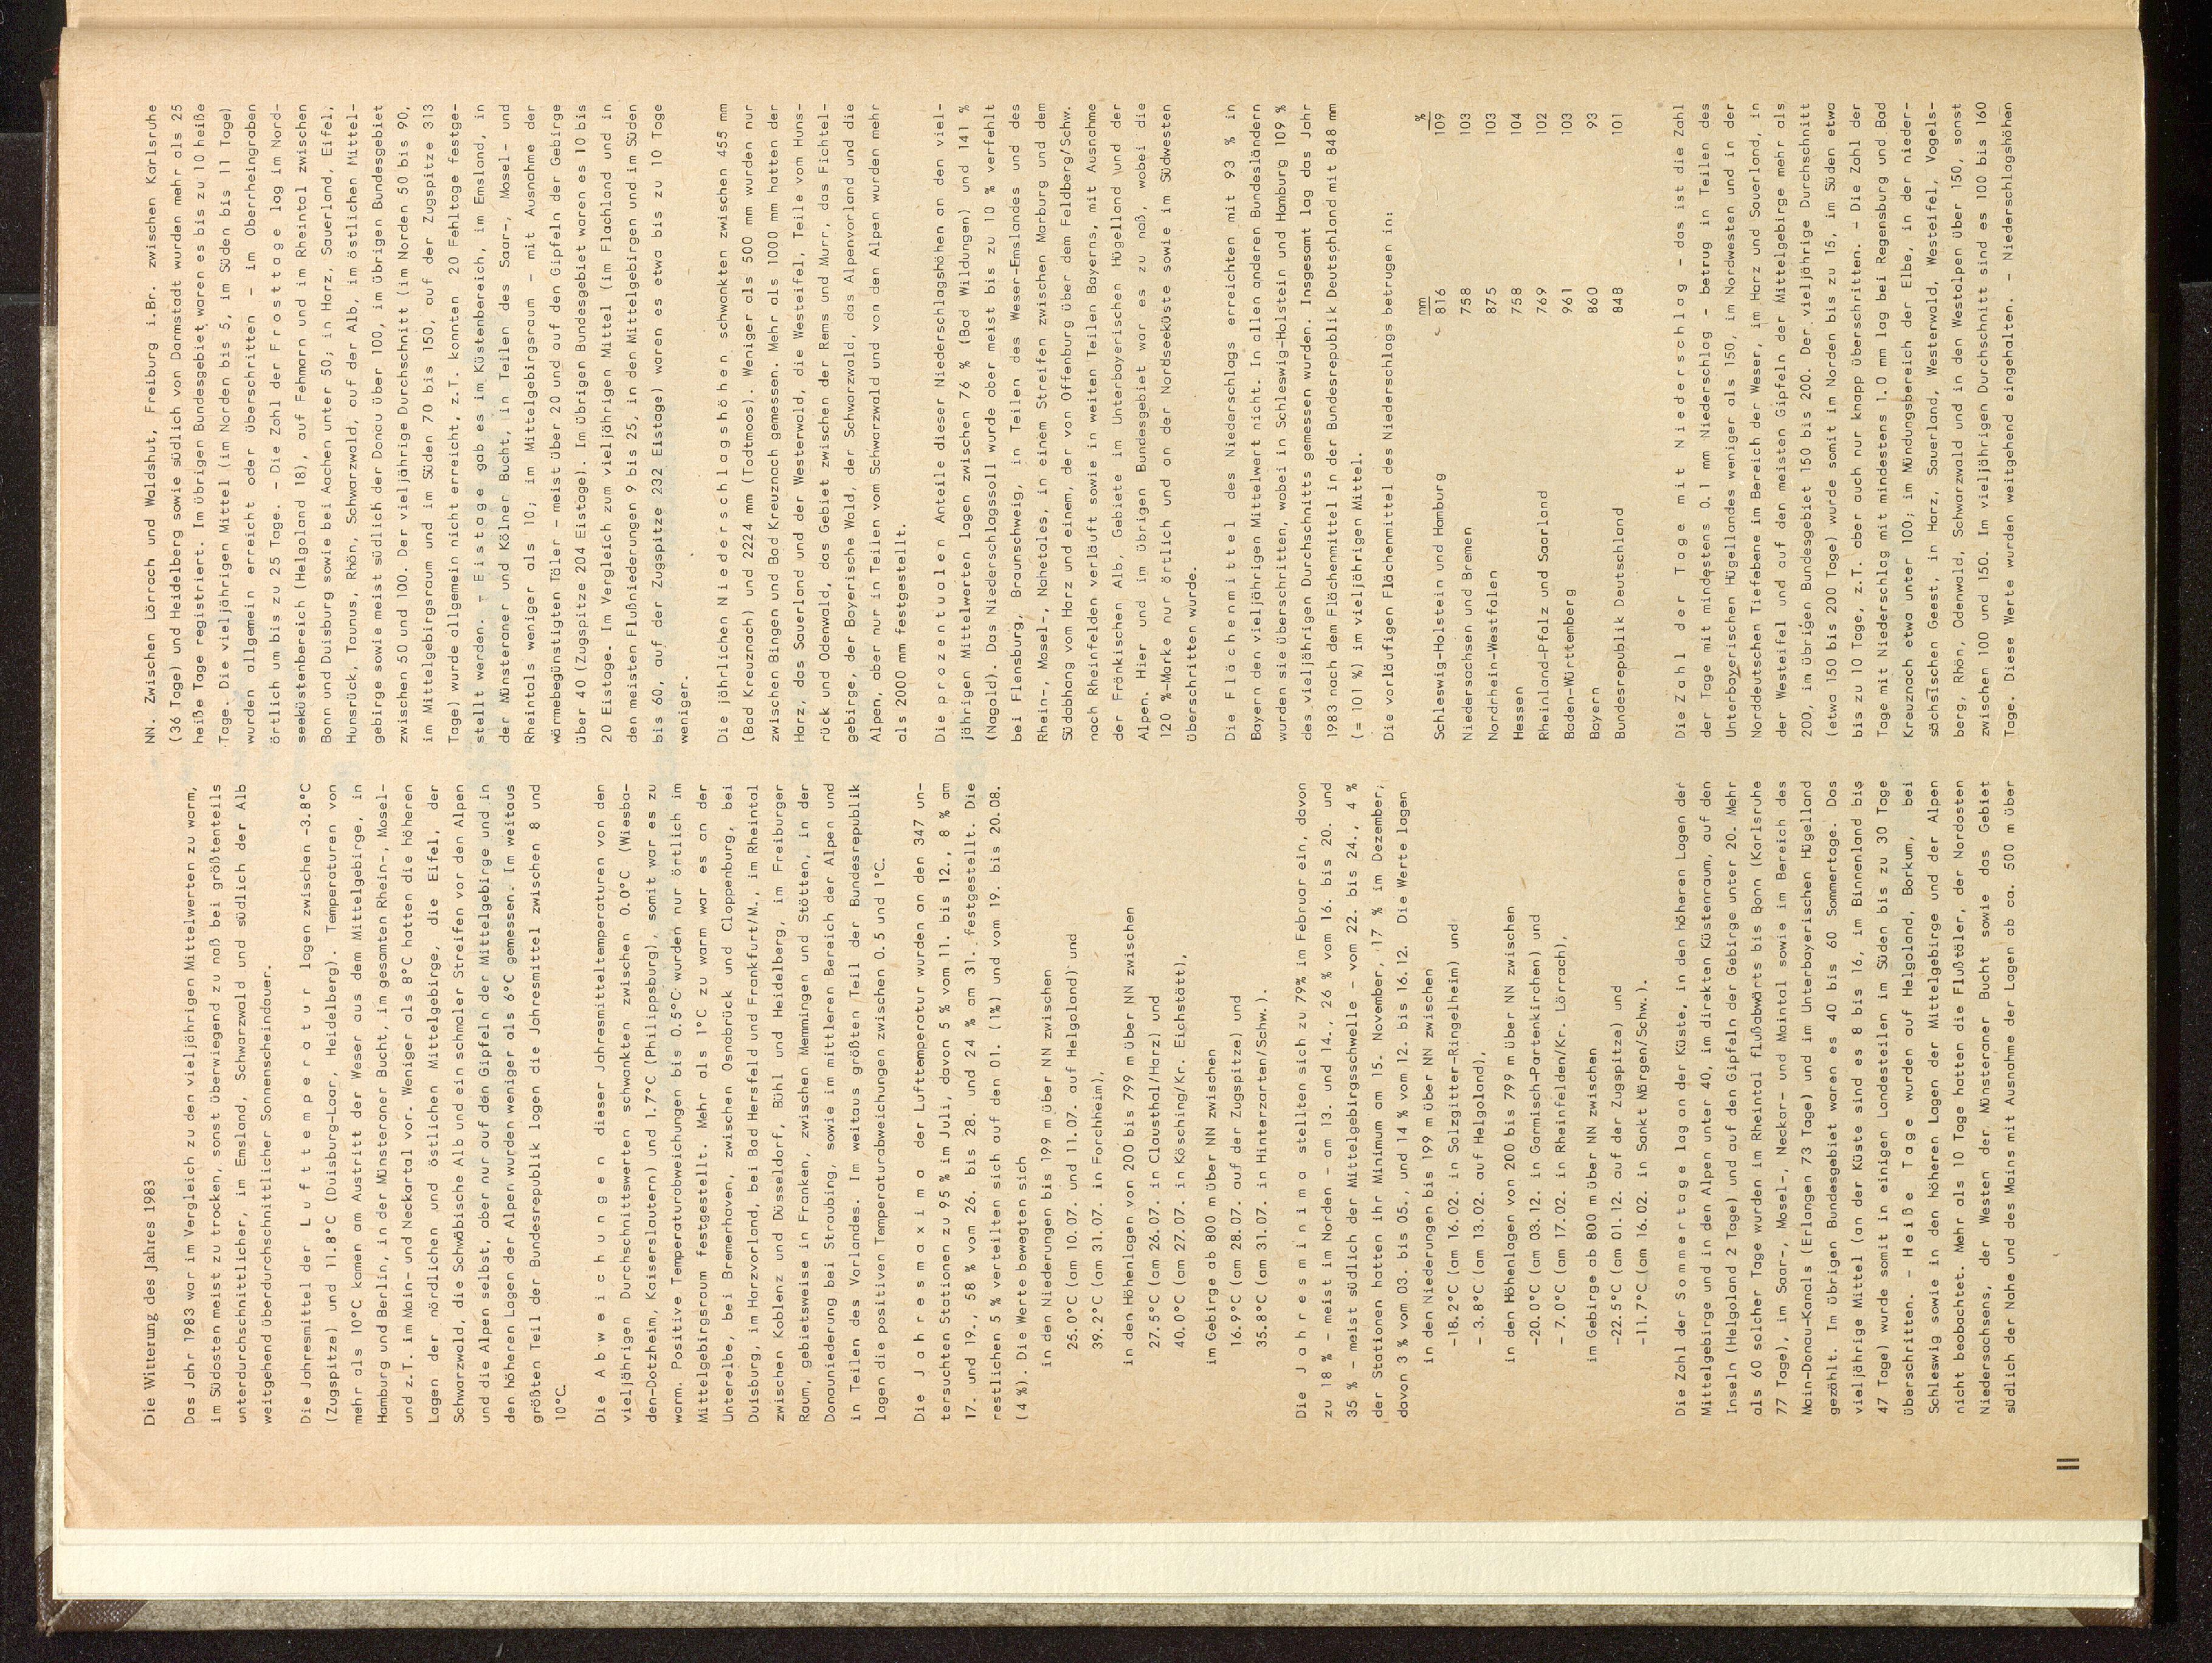 Die Witterung des Jahres 1983
Das Jahr 1983 war im Vergleich zu den vieljährigen Mittelwerten zu warm,
im Südosten meist zu trocken, sonst überwiegend zu naß bei größtenteils
unterdurchschnittlicher, im Emsland, Schwarzwald und südlich der Alb
weitgehend überdurchschnittlicher Sonnenscheindauer.
Die Jahresmittel der Lufttemperatur lagen zwischen -3.8°C
(Zugspitze) und 11.8°C (Duisburg-Laar, Heidelberg). Temperaturen von
mehr als 10°C kamen am Austritt der Weser aus dem Mittelgebirge, in
Hamburg und Berlin, in der Münsteraner Bucht, im gesamten Rhein-, Mosel-
und z.T. im Main- und Neckartal vor. Weniger als 8°C hatten die höheren
Lagen der nördlichen und östlichen Mittelgebirge, die Eifel, der
Schwarzwald, die Schwäbische Alb und ein schmaler Streifen vor den Alpen
und die Alpen selbst, aber nur auf den Gipfeln der Mittelgebirge und in
den höheren Lagen der Alpen wurden weniger als 6°C gemessen. Im weitaus
größten Teil der Bundesrepublik lagen die Jahresmittel zwischen 8 und
10°C.
Die Abweichungen dieser Jahresmitteltemperaturen von den
vieljährigen Durchschnittswerten schwankten zwischen 0.0°C (Wiesba-
den-Dotzheim, Kaiserslautern) und 1.7°C (Philippsburg), somit war es zu
warm. Positive Temperaturabweichungen bis 0.5°C wurden nur örtlich im
Mittelgebirgsraum festgestellt. Mehr als 1°C zu warm war es an der
Unterelbe, bei Bremerhaven, zwischen Osnabrück und Cloppenburg, bei
Duisburg, im Harzvorland, bei Bad Hersfeld und Frankfurt/M., im Rheintal
zwischen Koblenz und Düsseldorf, Bühl und Heidelberg, im Freiburger
Raum, gebietsweise in Franken, zwischen Memmingen und Stötten, in der
Donauniederung bei Straubing, sowie im mittleren Bereich der Alpen und
in Teilen des Vorlandes. Im weitaus größten Teil der Bundesrepublik
lagen die positiven Temperaturabweichungen zwischen 0.5 und 1°C.
Die Jahresmaxima der Lufttemperatur wurden an den 347 un-
tersuchten Stationen zu 95 % im Juli, davon 5 % vom 11. bis 12., 8 % am
17. und 19., 58 % vom 26. bis 28. und 24 % am 31. festgestellt. Die
restlichen 5 % verteilten sich auf den 01. (1%) und vom 19. bis 20.08.
(4 %). Die Werte bewegten sich
in den Niederungen bis 199 m über NN zwischen
25.0°C (am 10.07. und 11.07. auf Helgoland) und
39.2°C (am 31.07. in Forchheim),
in den Höhenlagen von 200 bis 799 m über NN zwischen
27.5°C (am 26.07. in Clausthal/Harz) und
40.0°C (am 27.07. in Kösching/Kr. Eichstätt),
im Gebirge ab 800 m über NN zwischen
16.9°C (am 28.07. auf der Zugspitze) und
35.8°C (am 31.07. in Hinterzarten/Schw.).
Die Jahresminima stellten sich zu 79% im Februar ein, davon
zu 18 % - meist im Norden - am 13. und 14., 26 % vom 16. bis 20. und
35 % - meist südlich der Mittelgebirgsschwelle - vom 22. bis 24., 4 %
der Stationen hatten ihr Minimum am 15. November, 17 % im Dezember,
davon 3 % vom 03. bis 05., und 14 % vom 12. bis 16.12. Die Werte lagen
in den Niederungen bis 199 m über NN zwischen
-18.2°C (am 16.02. in Salzgitter-Ringelheim) und
- 3.8°C (am 13.02. auf Helgoland),
in den Höhenlagen von 200 bis 799 m über NN zwischen
-20.0°C (am 03.12. in Garmisch-Partenkirchen) und
- 7.0°C (am 17.02. in Rheinfelden/Kr. Lörrach),
im Gebirge ab 800 m über NN zwischen
-22.5°C (am 01.12. auf der Zugspitze) und
-11.7°C (am 16.02. in Sankt Märgen/Schw.).
Die Zahl der Sommertage lag an der Küste, in den höheren Lagen der
Mittelgebirge und in den Alpen unter 40, im direkten Küstenraum, auf den
Inseln (Helgoland 2 Tage) und auf den Gipfeln der Gebirge unter 20. Mehr
als 60 solcher Tage wurden im Rheintal flußabwärts bis Bonn (Karlsruhe
77 Tage), im Saar-, Mosel-, Neckar- und Maintal sowie im Bereich des
Main-Donau-Kanals (Erlangen 73 Tage) und im Unterbayerischen Hügelland
gezählt. Im übrigen Bundesgebiet waren es 40 bis 60 Sommertage. Das
vieljährige Mittel (an der Küste sind es 8 bis 16, im Binnenland bis
47 Tage) wurde somit in einigen Landesteilen im Süden bis zu 30 Tage
überschritten. - Heiße Tage wurden auf Helgoland, Borkum, bei
Schleswig sowie in den höheren Lagen der Mittelgebirge und der Alpen
nicht beobachtet. Mehr als 10 Tage hatten die Flußtäler, der Nordosten
Niedersachsens, der Westen der Münsteraner Bucht sowie das Gebiet
südlich der Nahe und des Mains mit Ausnahme der Lagen ab ca. 500 m über
NN. Zwischen Lörrach und Waldshut, Freiburg i.Br. zwischen Karlsruhe
(36 Tage) und Heidelberg sowie südlich von Darmstadt wurden mehr als 25
heiße Tage registriert. Im übrigen Bundesgebiet waren es bis zu 10 heiße
Tage. Die vieljährigen Mittel (im Norden bis 5, im Süden bis 11 Tage)
wurden allgemein erreicht oder überschritten - im Oberrheingraben
örtlich um bis zu 25 Tage. - Die Zahl der Frosttage lag im Nord-
seeküstenbereich (Helgoland 18), auf Fehmarn und im Rheintal zwischen
Bonn und Duisburg sowie bei Aachen unter 50; in Harz, Sauerland, Eifel,
Hunsrück, Taunus, Rhön, Schwarzwald, auf der Alb, im östlichen Mittel-
gebirge sowie meist südlich der Donau über 100, im übrigen Bundesgebiet
zwischen 50 und 100. Der vieljährige Durchschnitt (im Norden 50 bis 90,
im Mittelgebirgsraum und im Süden 70 bis 150, auf der Zugspitze 313
Tage) wurde allgemein nicht erreicht, z.T. konnten 20 Fehltage festge-
stellt werden. - Eistage gab es im Küstenbereich, im Emsland, in
der Münsteraner und Kölner Bucht, in Teilen des Saar-, Mosel- und
Rheintals weniger als 10; im Mittelgebirgsraum - mit Ausnahme der
wärmebegünstigten Täler - meist über 20 und auf den Gipfeln der Gebirge
über 40 (Zugspitze 204 Eistage). Im übrigen Bundesgebiet waren es 10 bis
20 Eistage. Im Vergleich zum vieljährigen Mittel (im Flachland und in
den meisten Flußniederungen 9 bis 25, in den Mittelgebirgen und im Süden
bis 60, auf der Zugspitze 232 Eistage) waren es etwa bis zu 10 Tage
weniger.
Die jährlichen Niederschlagshöhen schwankten zwischen 455 mm
(Bad Kreuznach) und 2224 mm (Todtmoos). Weniger als 500 mm wurden nur
zwischen Bingen und Bad Kreuznach gemessen. Mehr als 1000 mm hatten der
Harz, das Sauerland und der Westerwald, die Westeifel, Teile vom Huns-
rück und Odenwald, das Gebiet zwischen der Rems und Murr, das Fichtel-
gebirge, der Bayerische Wald, der Schwarzwald, das Alpenvorland und die
Alpen, aber nur in Teilen vom Schwarzwald und von den Alpen wurden mehr
als 2000 mm festgestellt.
Die prozentualen Anteile dieser Niederschlagshöhen an den viel-
jährigen Mittelwerten lagen zwischen 76 % (Bad Wildungen) und 141 %
(Nagold). Das Niederschlagssoll wurde aber meist bis zu 10 % verfehlt
bei Flensburg, Braunschweig, in Teilen des Weser-Emslandes und des
Rhein-, Mosel-, Nahetales, in einem Streifen zwischen Marburg und dem
Südabhang vom Harz und einem, der von Offenburg über dem Feldberg/Schw.
nach Rheinfelden verläuft sowie in weiten Teilen Bayerns, mit Ausnahme
der Fränkischen Alb, Gebiete im Unterbayerischen Hügelland und der
Alpen. Hier und im übrigen Bundesgebiet war es zu naß, wobei die
120 %-Marke nur örtlich und an der Nordseeküste sowie im Südwesten
überschritten wurde.
Die Flächenmittel des Niederschlags erreichten mit 93 % in
Bayern den vieljährigen Mittelwert nicht. In allen anderen Bundesländern
wurden sie überschritten, wobei in Schleswig-Holstein und Hamburg 109 %
des vieljährigen Durchschnitts gemessen wurden. Insgesamt lag das Jahr
1983 nach dem Flächenmittel in der Bundesrepublik Deutschland mit 848 mm
(= 101 %) im vieljährigen Mittel.
Die vorläufigen Flächenmittel des Niederschlags betrugen in:
mm %
Schleswig-Holstein und Hamburg 816 109
Niedersachsen und Bremen 758 103
Nordrhein-Westfalen 875 103
Hessen 758 104
Rheinland-Pfalz und Saarland 769 102
Baden-Württemberg 961 103
Bayern 860 93
Bundesrepublik Deutschland 848 101
Die Zahl der Tage mit Niederschlag - das ist die Zahl
der Tage mit mindestens 0.1 mm Niederschlag - betrug in Teilen des
Unterbayerischen Hügellandes weniger als 150, im Nordwesten und in der
Norddeutschen Tiefebene im Bereich der Weser, im Harz und Sauerland, in
der Westeifel und auf den meisten Gipfeln der Mittelgebirge mehr als
200, im übrigen Bundesgebiet 150 bis 200. Der vieljährige Durchschnitt
(etwa 150 bis 200 Tage) wurde somit im Norden bis zu 15, im Süden etwa
bis zu 10 Tage, z.T. aber auch nur knapp überschritten. - Die Zahl der
Tage mit Niederschlag mit mindestens 1.0 mm lag bei Regensburg und Bad
Kreuznach etwa unter 100; im Mündungsbereich der Elbe, in der nieder-
sächsischen Geest, in Harz, Sauerland, Westerwald, Westeifel, Vogels-
berg, Rhön, Odenwald, Schwarzwald und in den Westalpen über 150, sonst
zwischen 100 und 150. Im vieljährigen Durchschnitt sind es 100 bis 160
Tage. Diese Werte wurden weitgehend eingehalten. - Niederschlagshöhen
III